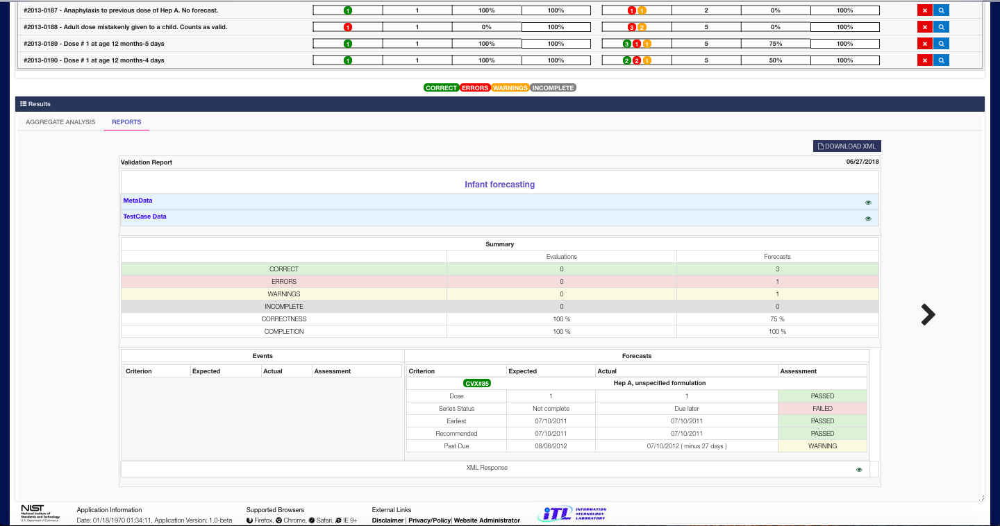 #2013-0187 - Anaphylaxis to previous dose of Hep A. No forecast. 1 1 100% 100% 1 1 2 0% 100%
#2013-0188 - Adult dose mistakenly given to a child. Counts as valid. 1 1 0% 100% 3 2 5 0% 100%
#2013-0189 - Dose # 1 at age 12 months-5 days 1 1 100% 100% 3 1 1 5 75% 100%
#2013-0190 - Dose # 1 at age 12 months-4 days 1 1 100% 100% 2 2 1 5 50% 100%
CORRECT ERRORS WARNINGS INCOMPLETE
Results
AGGREGATE ANALYSIS REPORTS
DOWNLOAD XML
Validation Report 06/27/2018
Infant forecasting
MetaData
TestCase Data
Summary
Evaluations Forecasts
CORRECT 0 3
ERRORS 0 1
WARNINGS 0 1
INCOMPLETE 0 0
CORRECTNESS 100 % 75 %
COMPLETION 100 % 100 %
Events Forecasts
Criterion Expected Actual Assessment Criterion Expected Actual Assessment
CVX#85 Hep A, unspecified formulation
Dose 1 1 PASSED
Series Status Not complete Due later FAILED
Earliest 07/10/2011 07/10/2011 PASSED
Recommended 07/10/2011 07/10/2011 PASSED
Past Due 08/06/2012 07/10/2012 ( minus 27 days ) WARNING
XML Response
NIST
National Institute of
Standards and Technology
U.S. Department of Commerce
Application Information
Date: 01/18/1970 01:34:11, Application Version: 1.0-beta
Supported Browsers
Firefox, Chrome, Safari, IE 9+
External Links
Disclaimer | Privacy/Policy | Website Administrator
ITL INFORMATION
TECHNOLOGY
LABORATORY